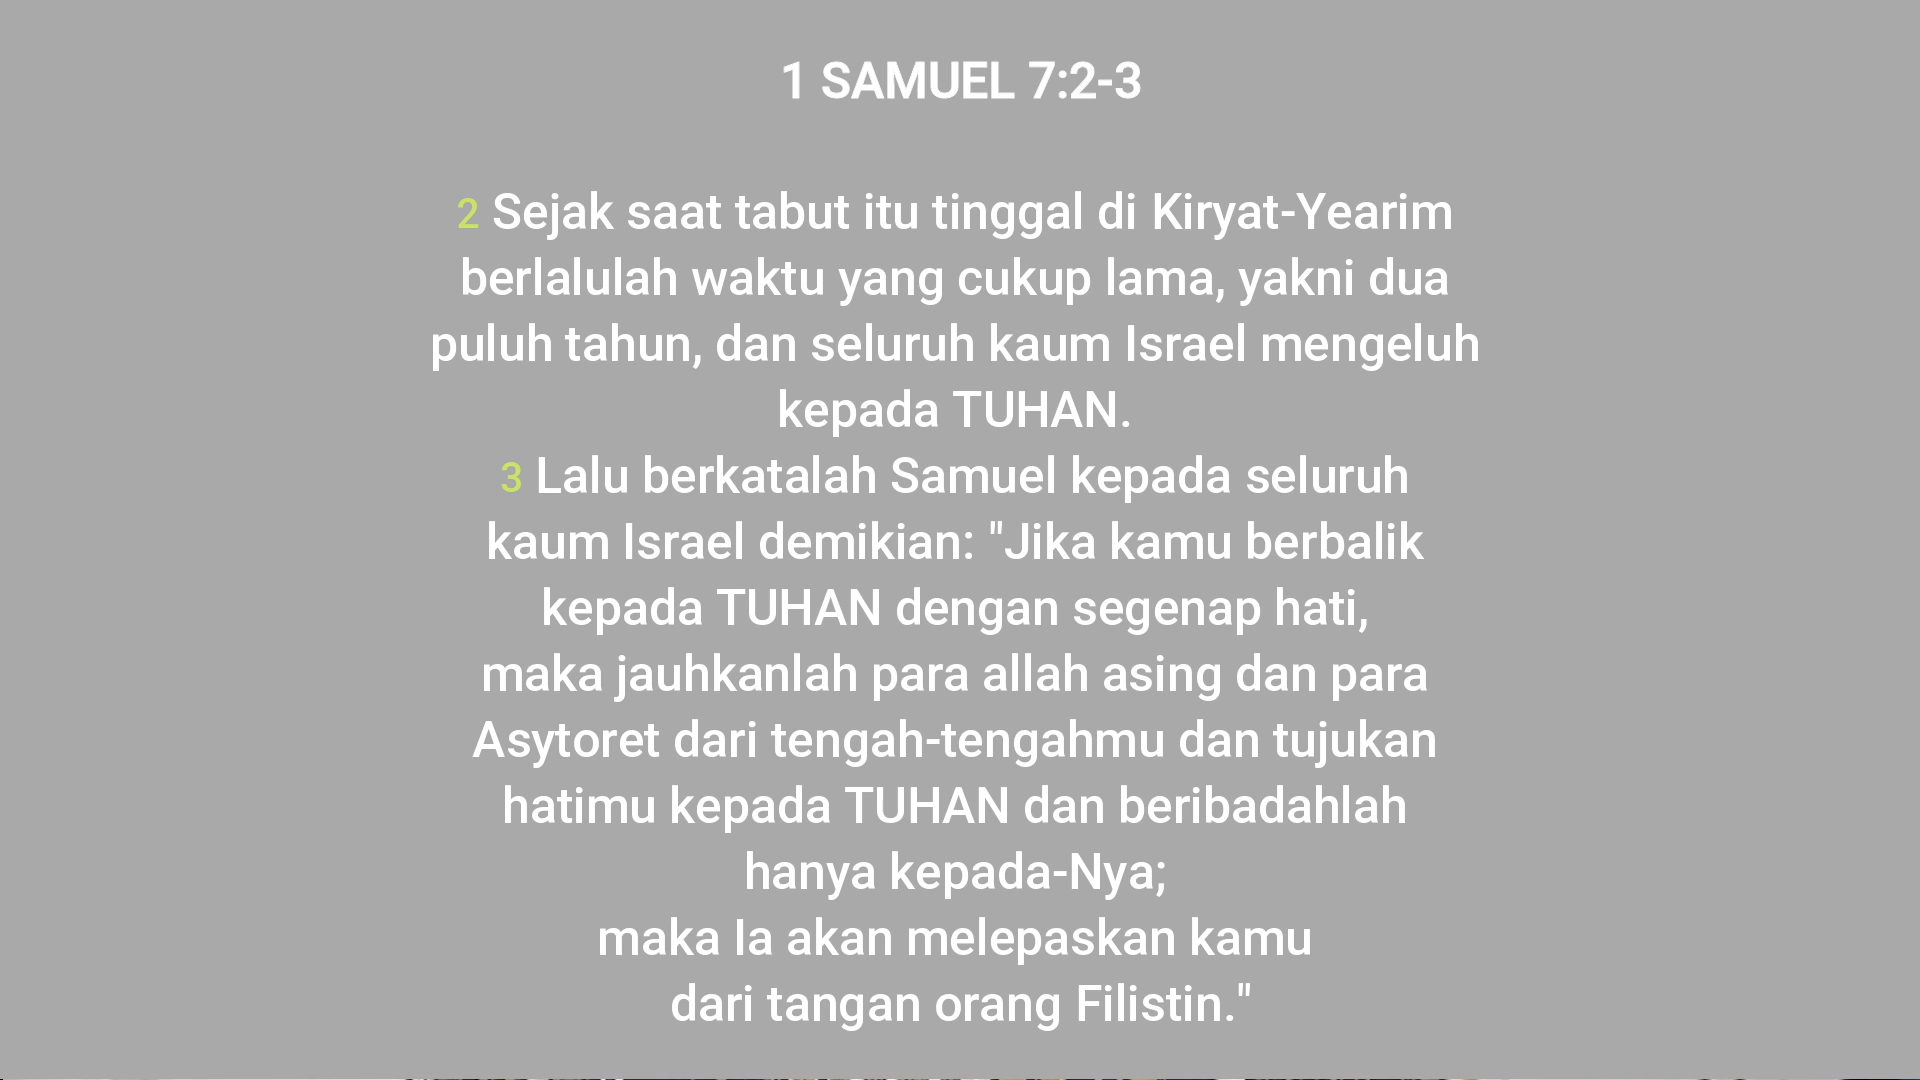 1 SAMUEL 7:2-3
2 Sejak saat tabut itu tinggal di Kiryat-Yearim
berlalulah waktu yang cukup lama, yakni dua
puluh tahun, dan seluruh kaum Israel mengeluh
kepada TUHAN.
3 Lalu berkatalah Samuel kepada seluruh
kaum Israel demikian: "Jika kamu berbalik
kepada TUHAN dengan segenap hati,
maka jauhkanlah para allah asing dan para
Asytoret dari tengah-tengahmu dan tujukan
hatimu kepada TUHAN dan beribadahlah
hanya kepada-Nya;
maka Ia akan melepaskan kamu
dari tangan orang Filistin."